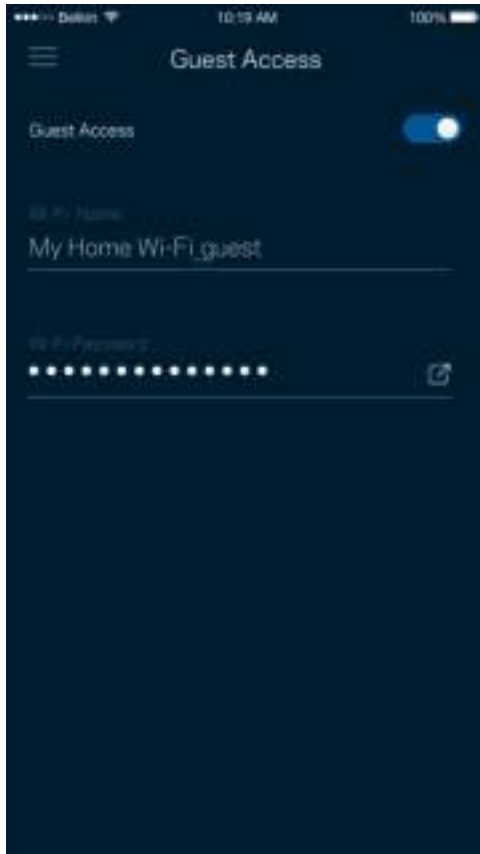 Belkin 10:19 AM 100%
Guest Access
Guest Access
Wi-Fi Name
My Home Wi-Fi_guest
Wi-Fi Password